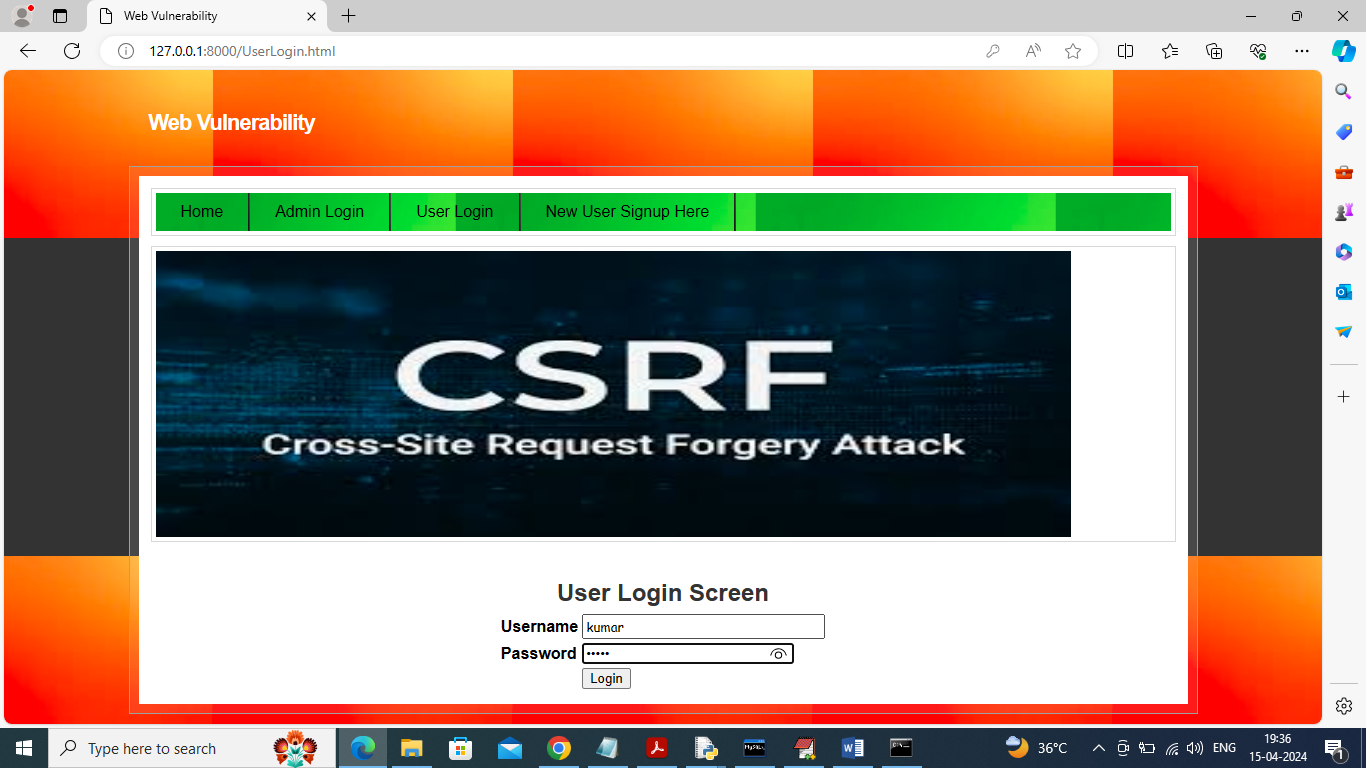 Web Vulnerability
127.0.0.1:8000/UserLogin.html
Web Vulnerability
Home
Admin Login
User Login
New User Signup Here
CSRF
Cross-Site Request Forgery Attack
User Login Screen
Username kumar
Password •••••
Login
Type here to search
36°C
ENG
19:36
15-04-2024
1